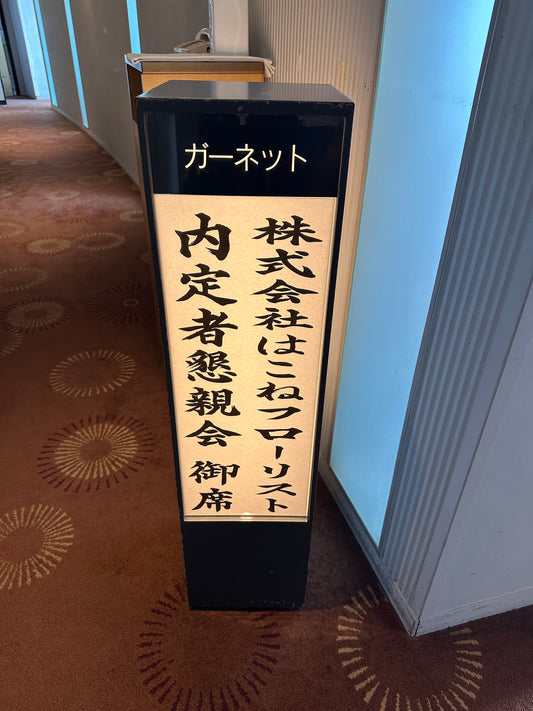 ガーネット
株式会社はこねフローリスト
内定者懇親会 御席